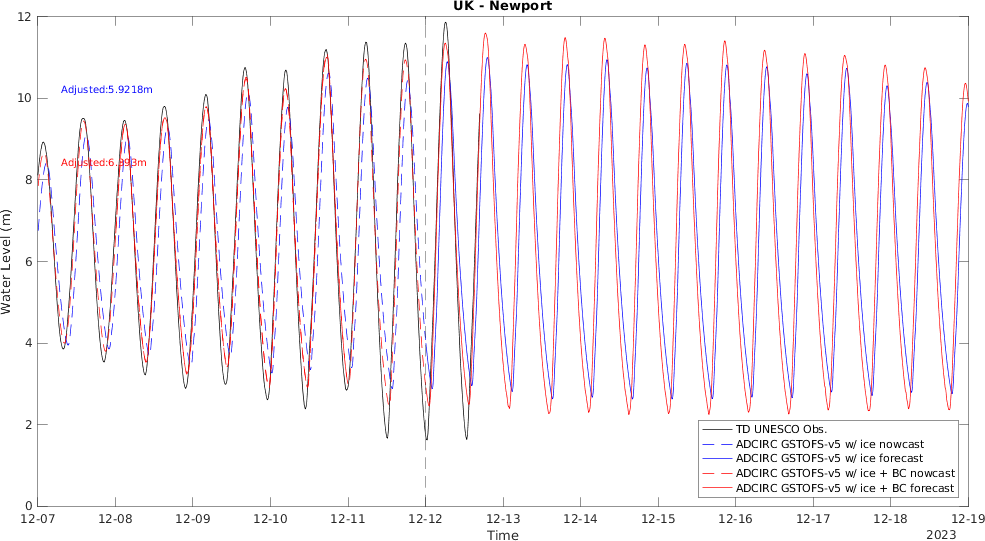 UK - Newport
12
10
8
6
4
2
0
Water Level (m)
Adjusted:5.9218m
Adjusted:6.393m
TD UNESCO Obs.
ADCIRC GSTOFS-v5 w/ ice nowcast
ADCIRC GSTOFS-v5 w/ ice forecast
ADCIRC GSTOFS-v5 w/ ice + BC nowcast
ADCIRC GSTOFS-v5 w/ ice + BC forecast
12-07 12-08 12-09 12-10 12-11 12-12 12-13 12-14 12-15 12-16 12-17 12-18 12-19
Time
2023